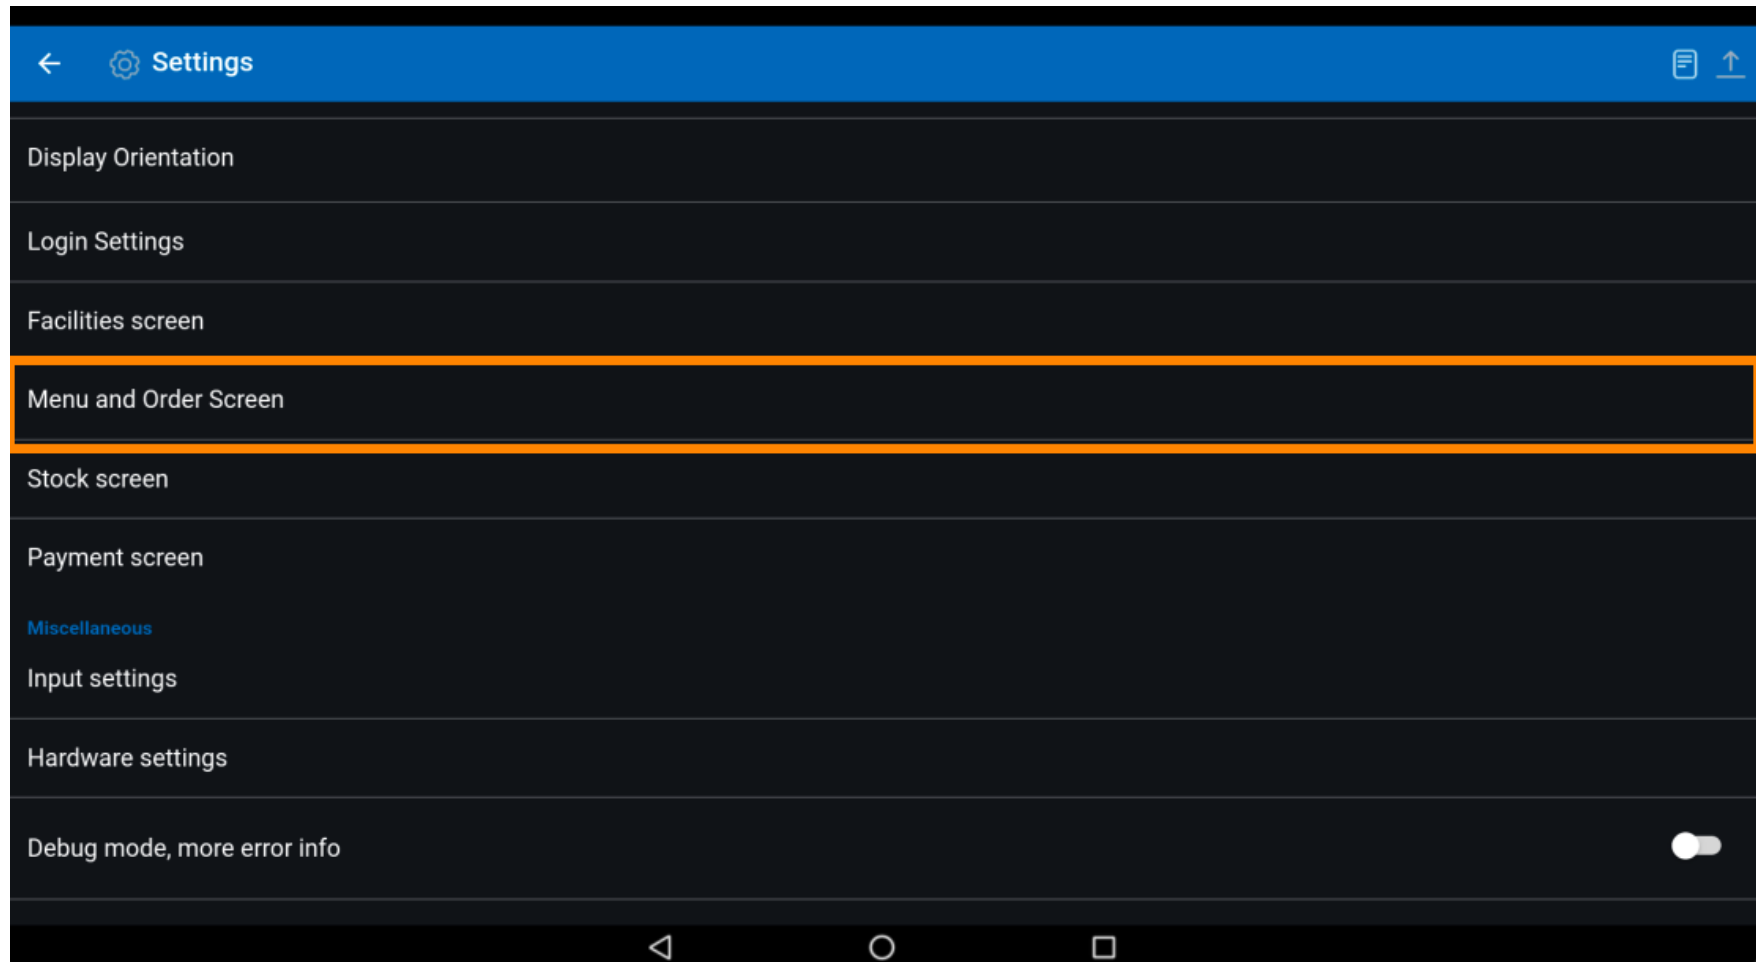 Settings
Display Orientation
Login Settings
Facilities screen
Menu and Order Screen
Stock screen
Payment screen
Miscellaneous
Input settings
Hardware settings
Debug mode, more error info